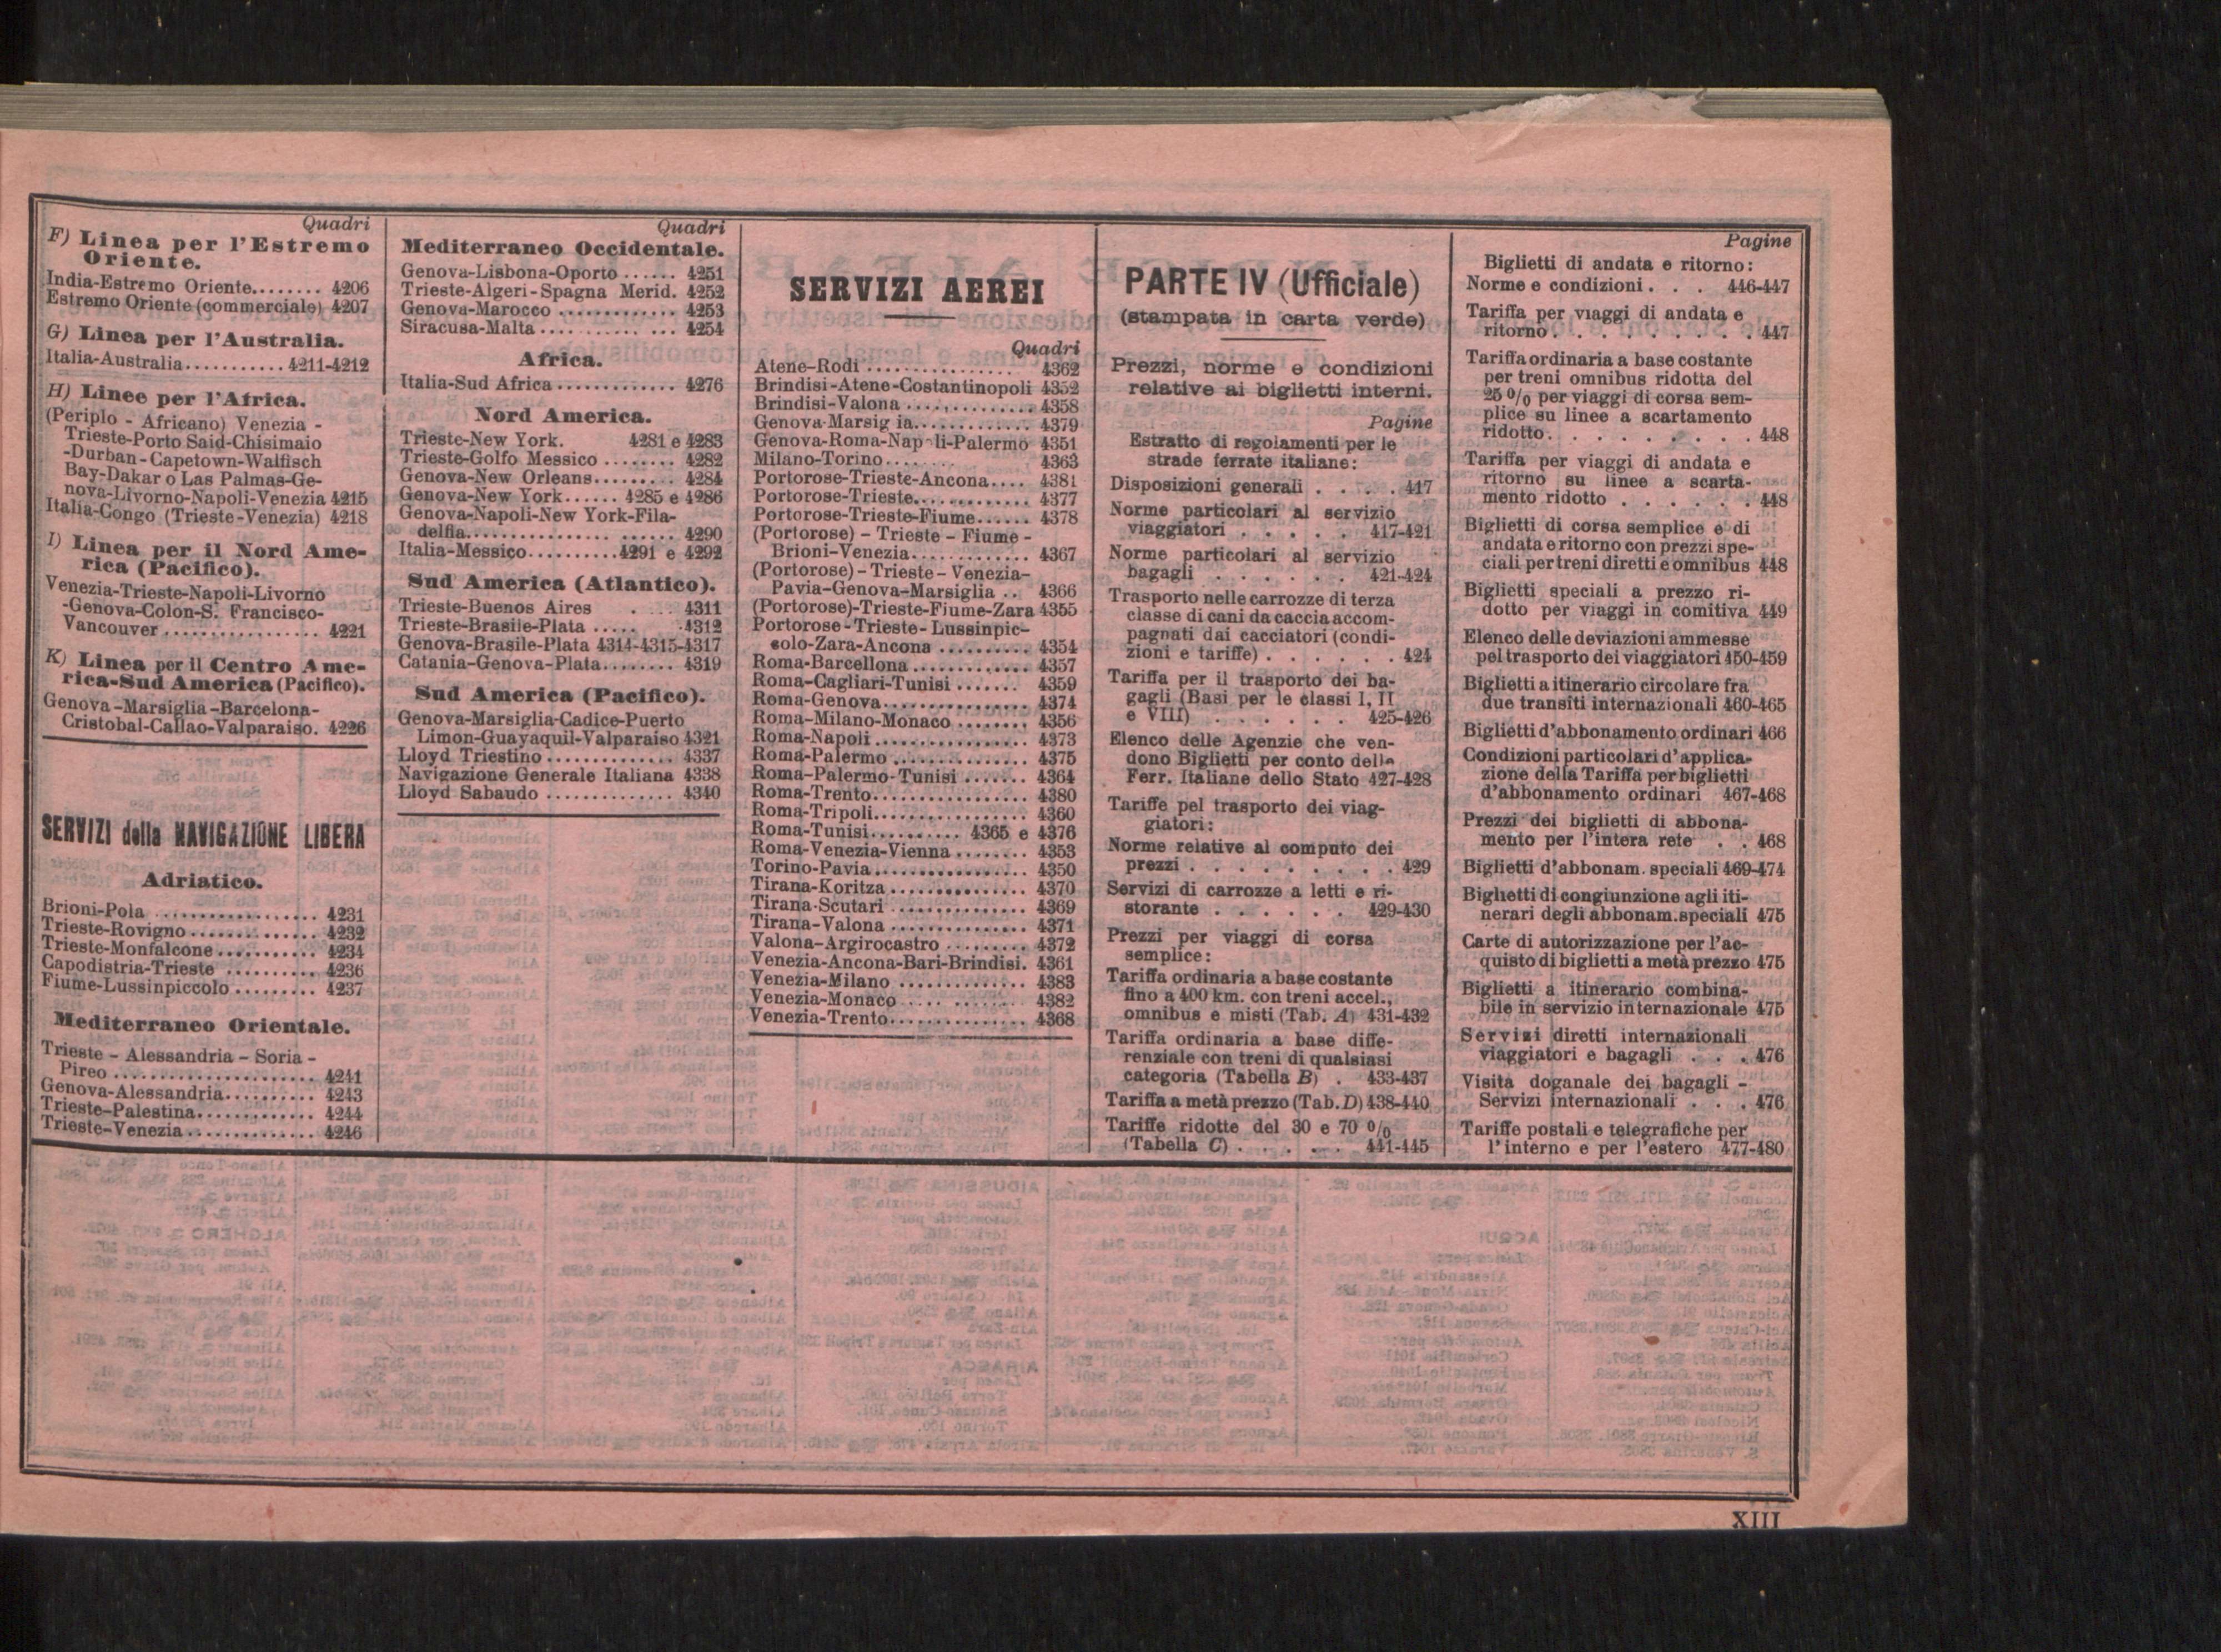 Quadri
F) Linea per l'Estremo
Oriente.
India-Estremo Oriente........ 4206
Estremo Oriente (commerciale) 4207
G) Linea per l'Australia.
Italia-Australia........... 4211-4212
H) Linee per l'Africa.
(Periplo - Africano) Venezia -
Trieste-Porto Said-Chisimaio
-Durban-Capetown-Walfisch
Bay-Dakar o Las Palmas-Ge-
nova-Livorno-Napoli-Venezia 4215
Italia-Congo (Trieste-Venezia) 4218
I) Linea per il Nord Ame-
rica (Pacifico).
Venezia-Trieste-Napoli-Livorno
-Genova-Colon-S. Francisco-
Vancouver ................ 4221
K) Linea per il Centro Ame-
rica-Sud America (Pacifico).
Genova-Marsiglia-Barcelona-
Cristobal-Callao-Valparaiso. 4226
SERVIZI della NAVIGAZIONE LIBERA
Adriatico.
Brioni-Pola ................. 4231
Trieste-Rovigno.............. 4232
Trieste-Monfalcone........... 4234
Capodistria-Trieste .......... 4236
Fiume-Lussinpiccolo......... 4237
Mediterraneo Orientale.
Trieste - Alessandria - Soria -
Pireo ..................... 4241
Genova-Alessandria.......... 4243
Trieste-Palestina............. 4244
Trieste-Venezia.............. 4246
Quadri
Mediterraneo Occidentale.
Genova-Lisbona-Oporto ...... 4251
Trieste-Algeri-Spagna Merid. 4252
Genova-Marocco ............. 4253
Siracusa-Malta .............. 4254
Africa.
Italia-Sud Africa ............. 4276
Nord America.
Trieste-New York. 4281 e 4283
Trieste-Golfo Messico ........ 4282
Genova-New Orleans......... 4284
Genova-New York...... 4285 e 4286
Genova-Napoli-New York-Fila-
delfia...................... 4290
Italia-Messico.......... 4291 e 4292
Sud America (Atlantico).
Trieste-Buenos Aires .... 4311
Trieste-Brasile-Plata ..... 4312
Genova-Brasile-Plata 4314-4315-4317
Catania-Genova-Plata........ 4319
Sud America (Pacifico).
Genova-Marsiglia-Cadice-Puerto
Limon-Guayaquil-Valparaiso 4321
Lloyd Triestino .............. 4337
Navigazione Generale Italiana 4338
Lloyd Sabaudo .............. 4340
SERVIZI AEREI
Quadri
Atene-Rodi ................ 4362
Brindisi-Atene-Costantinopoli 4352
Brindisi-Valona .............. 4358
Genova Marsig ia............. 4379
Genova-Roma-Nap li-Palermo 4351
Milano-Torino........ 4363
Portorose-Trieste-Ancona.... 4381
Portorose-Trieste............. 4377
Portorose-Trieste-Fiume...... 4378
(Portorose) - Trieste - Fiume -
Brioni-Venezia............. 4367
(Portorose) - Trieste - Venezia-
Pavia-Genova-Marsiglia .. 4366
(Portorose)-Trieste-Fiume-Zara 4355
Portorose-Trieste-Lussinpic-
colo-Zara-Ancona .......... 4354
Roma-Barcellona ............. 4357
Roma-Cagliari-Tunisi ....... 4359
Roma-Genova................ 4374
Roma-Milano-Monaco ........ 4356
Roma-Napoli................. 4373
Roma-Palermo ............... 4375
Roma-Palermo-Tunisi ....... 4364
Roma-Trento................. 4380
Roma-Tripoli................. 4360
Roma-Tunisi.......... 4365 e 4376
Roma-Venezia-Vienna ........ 4353
Torino-Pavia................. 4350
Tirana-Koritza............... 4370
Tirana-Scutari ............... 4369
Tirana-Valona ............... 4371
Valona-Argirocastro ......... 4372
Venezia-Ancona-Bari-Brindisi. 4361
Venezia-Milano .............. 4383
Venezia-Monaco ............. 4382
Venezia-Trento............... 4368
PARTE IV (Ufficiale)
(stampata in carta verde)
Prezzi, norme e condizioni
relative ai biglietti interni.
Pagine
Estratto di regolamenti per le
strade ferrate italiane:
Disposizioni generali . . . . 417
Norme particolari al servizio
viaggiatori . . . . . 417-421
Norme particolari al servizio
bagagli . . . . . . 421-424
Trasporto nelle carrozze di terza
classe di cani da caccia accom-
pagnati dai cacciatori (condi-
zioni e tariffe) . . . . . . 424
Tariffa per il trasporto dei ba-
gagli (Basi per le classi I, II
e VIII) . . . . . . 425-426
Elenco delle Agenzie che ven-
dono Biglietti per conto delle
Ferr. Italiane dello Stato 427-428
Tariffe pel trasporto dei viag-
giatori:
Norme relative al computo dei
prezzi . . . . . . . . . 429
Servizi di carrozze a letti e ri-
storante . . . . . . 429-430
Prezzi per viaggi di corsa
semplice:
Tariffa ordinaria a base costante
fino a 400 km. con treni accel.,
omnibus e misti (Tab. A) 431-432
Tariffa ordinaria a base diffe-
renziale con treni di qualsiasi
categoria (Tabella B) . 433-437
Tariffa a metà prezzo (Tab. D) 438-440
Tariffe ridotte del 30 e 70 %
(Tabella C) . . . . . 441-445
Pagine
Biglietti di andata e ritorno:
Norme e condizioni . . . 446-447
Tariffa per viaggi di andata e
ritorno . . . . . . . . . 447
Tariffa ordinaria a base costante
per treni omnibus ridotta del
25 % per viaggi di corsa sem-
plice su linee a scartamento
ridotto. . . . . . . . . 448
Tariffa per viaggi di andata e
ritorno su linee a scarta-
mento ridotto . . . . . . 448
Biglietti di corsa semplice e di
andata e ritorno con prezzi spe-
ciali per treni diretti e omnibus 448
Biglietti speciali a prezzo ri-
dotto per viaggi in comitiva 449
Elenco delle deviazioni ammesse
pel trasporto dei viaggiatori 450-459
Biglietti a itinerario circolare fra
due transiti internazionali 460-465
Biglietti d'abbonamento ordinari 466
Condizioni particolari d'applica-
zione della Tariffa per biglietti
d'abbonamento ordinari 467-468
Prezzi dei biglietti di abbona-
mento per l'intera rete . . 468
Biglietti d'abbonam. speciali 469-474
Biglietti di congiunzione agli iti-
nerari degli abbonam. speciali 475
Carte di autorizzazione per l'ac-
quisto di biglietti a metà prezzo 475
Biglietti a itinerario combina-
bile in servizio internazionale 475
Servizi diretti internazionali
viaggiatori e bagagli . . . 476
Visita doganale dei bagagli -
Servizi internazionali . . . 476
Tariffe postali e telegrafiche per
l'interno e per l'estero 477-480
XIII